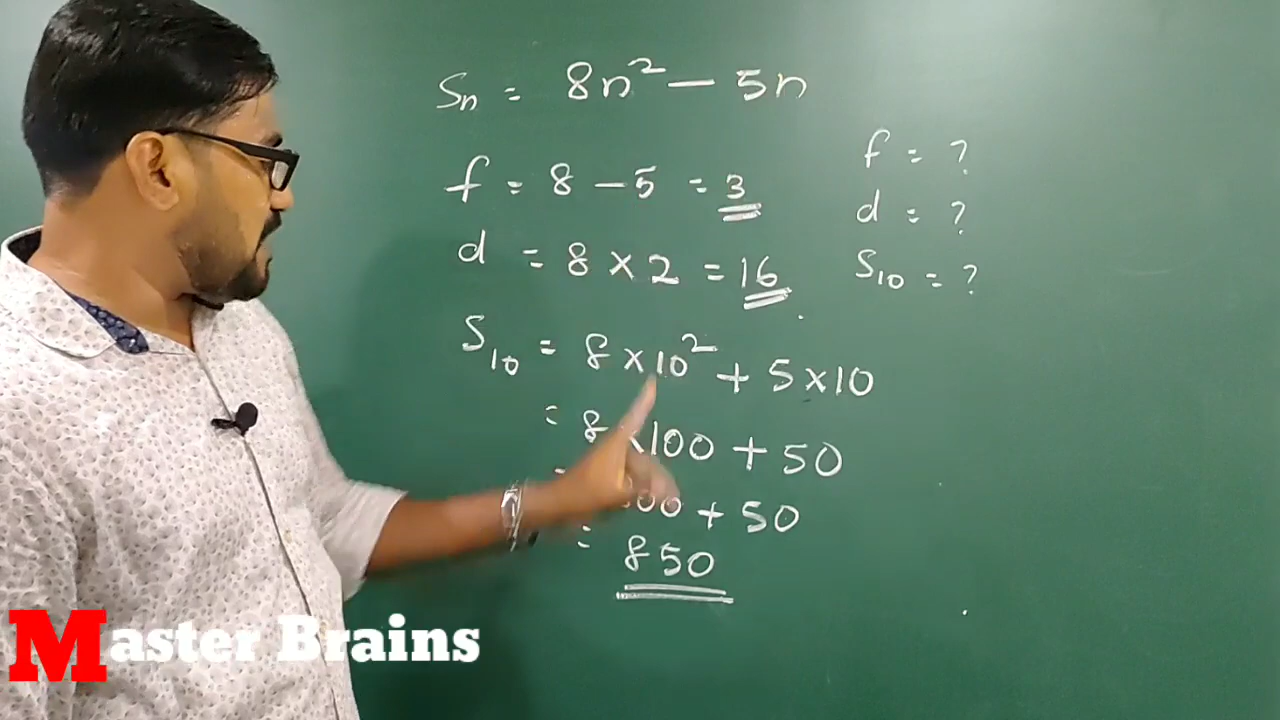 Sn = 8n² − 5n
f = ?
f = 8 − 5 = 3
d = ?
d = 8 × 2 = 16
S10 = ?
S10 = 8 × 10² + 5 × 10
= 8 × 100 + 50
= 00 + 50
= 850
Master Brains